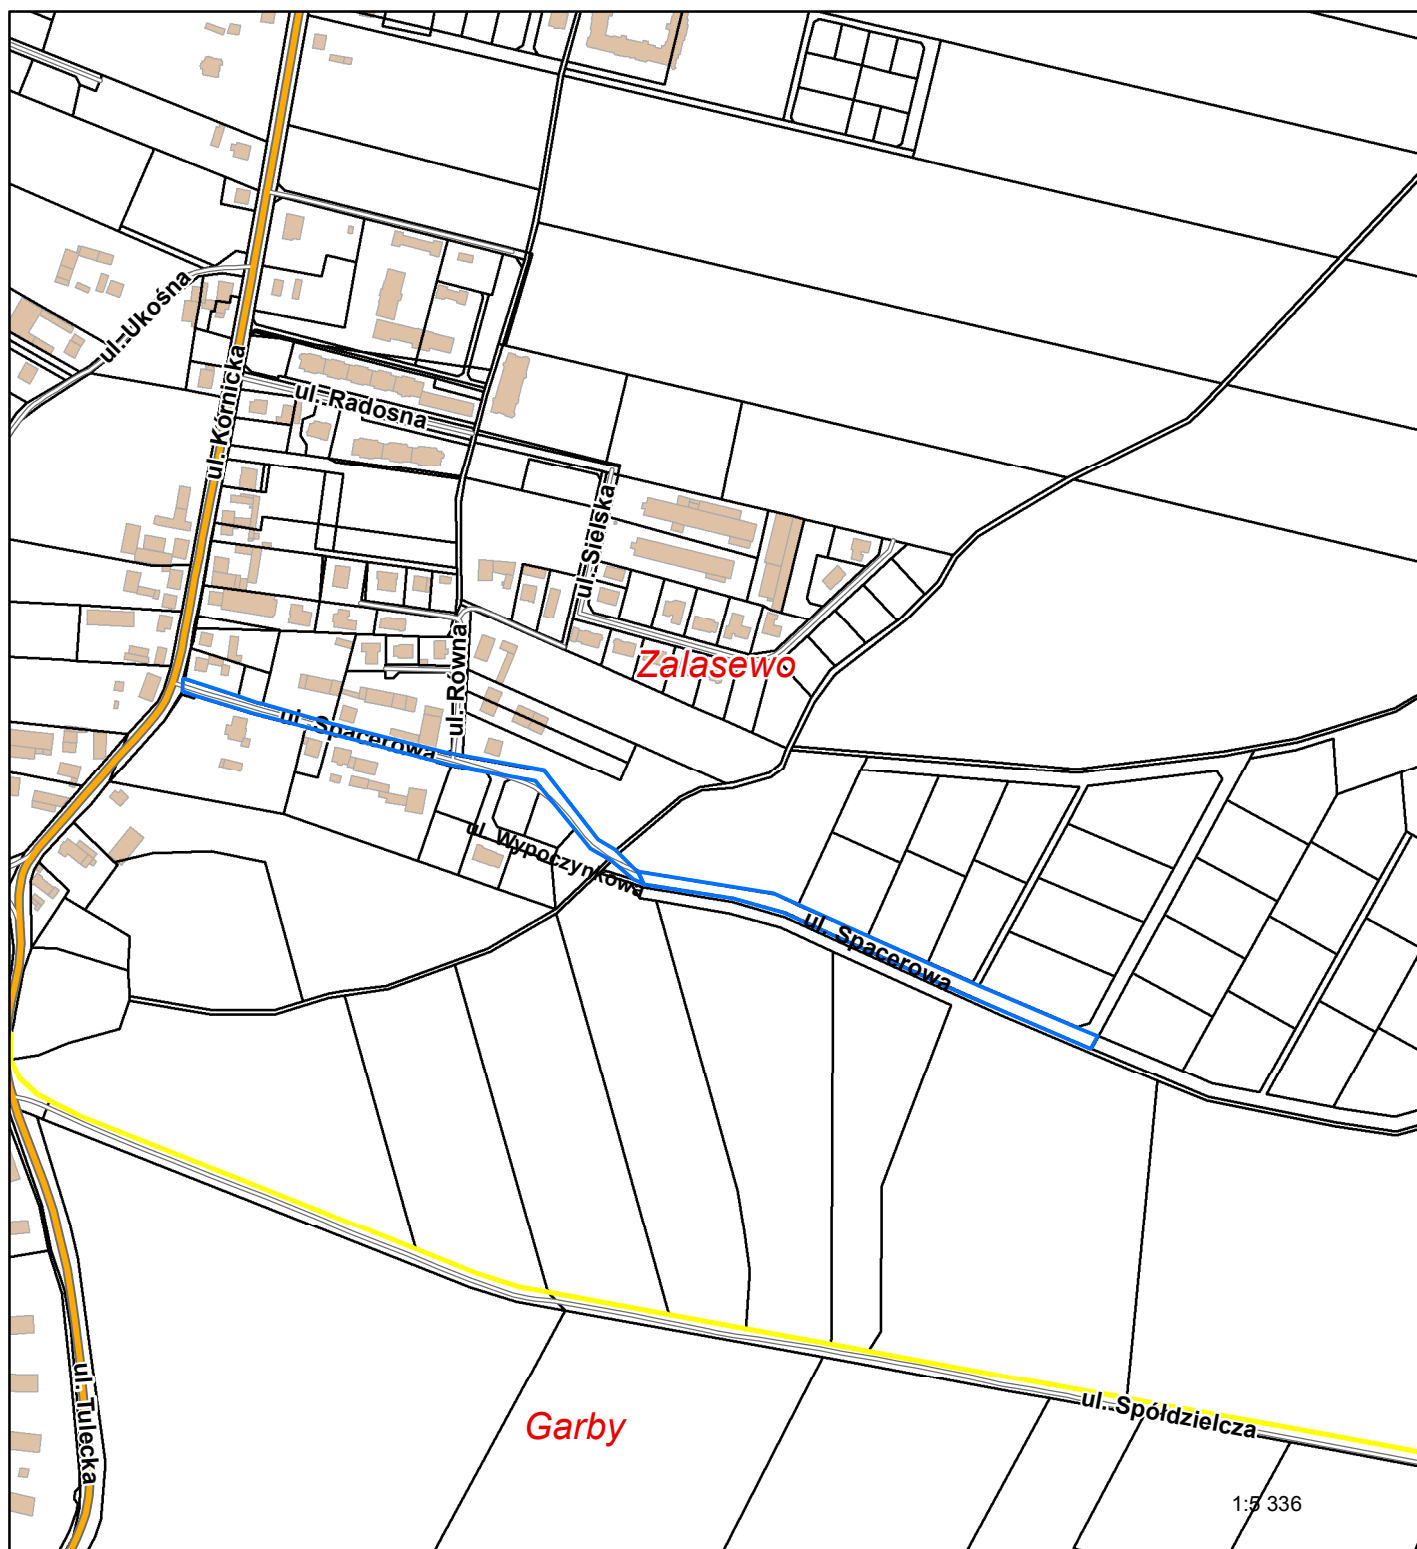 ul. Ukośna
ul. Kórnicka
ul. Radosna
ul. Sielska
Zalasewo
ul. Równa
ul. Spacerowa
ul. Wypoczynkowa
ul. Spacerowa
ul. Tulecka
ul. Spółdzielcza
Garby
1:5 336